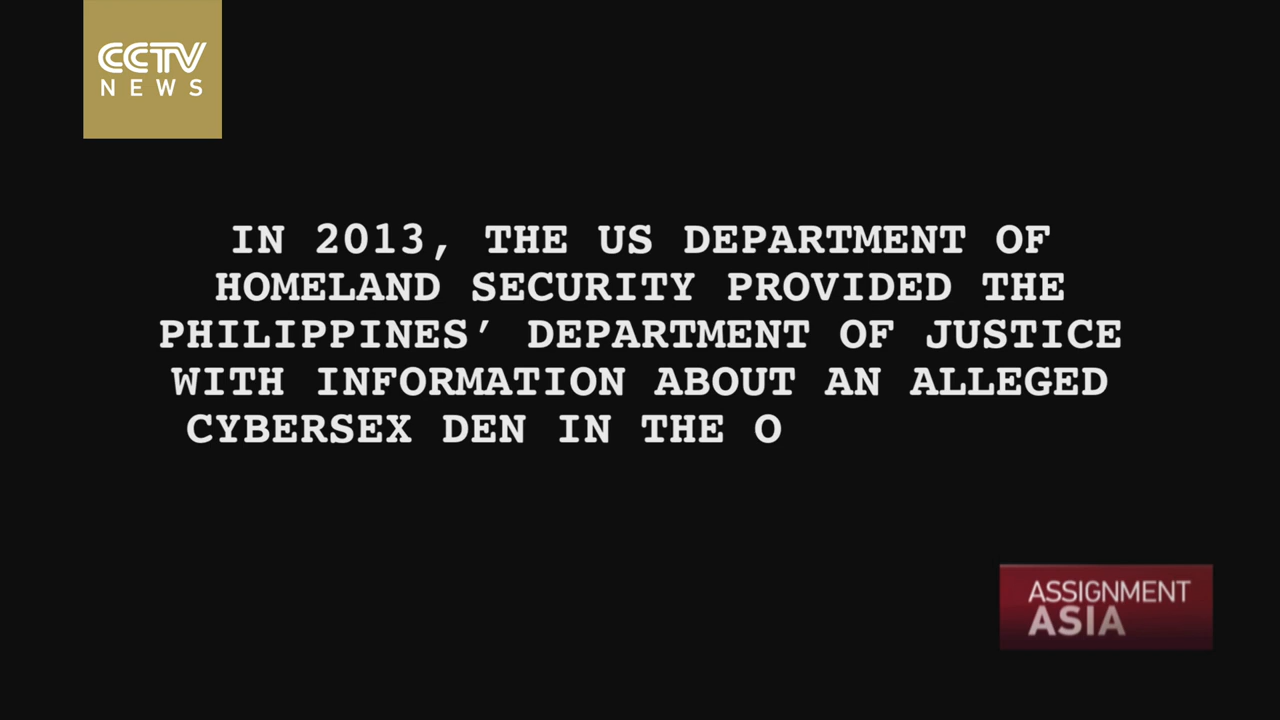 CCTV
NEWS
IN 2013, THE US DEPARTMENT OF
HOMELAND SECURITY PROVIDED THE
PHILIPPINES’ DEPARTMENT OF JUSTICE
WITH INFORMATION ABOUT AN ALLEGED
CYBERSEX DEN IN THE O
ASSIGNMENT
ASIA